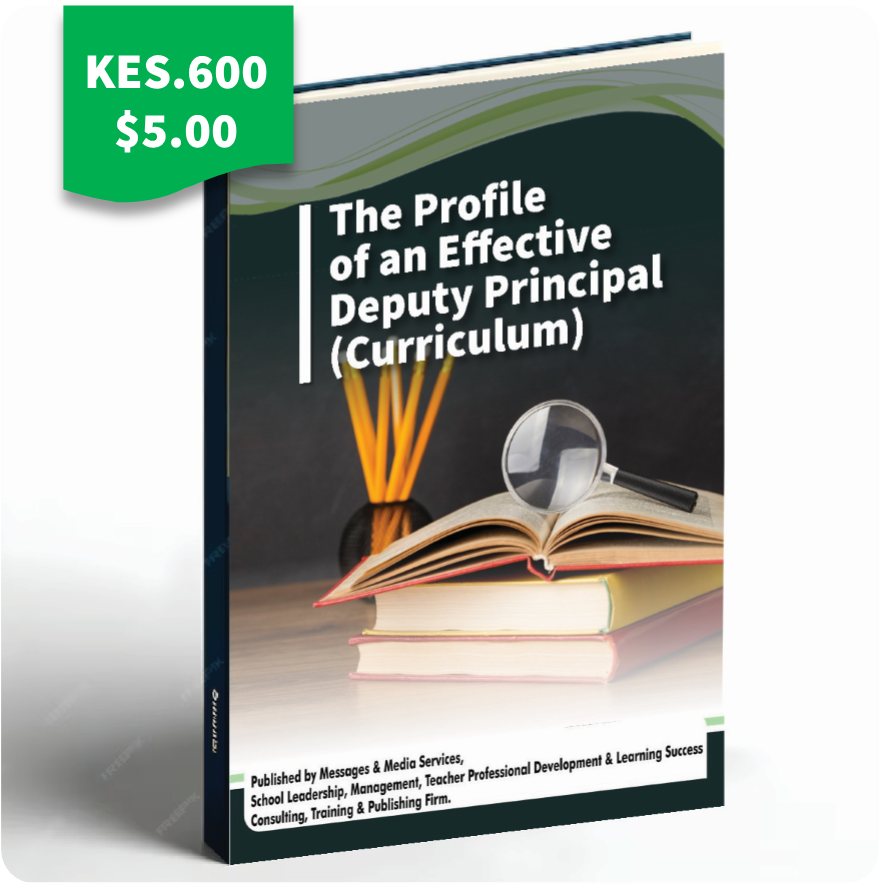 KES.600
$5.00
The Profile
of an Effective
Deputy Principal
(Curriculum)
Published by Messages & Media Services,
School Leadership, Management, Teacher Professional Development & Learning Success
Consulting, Training & Publishing Firm.